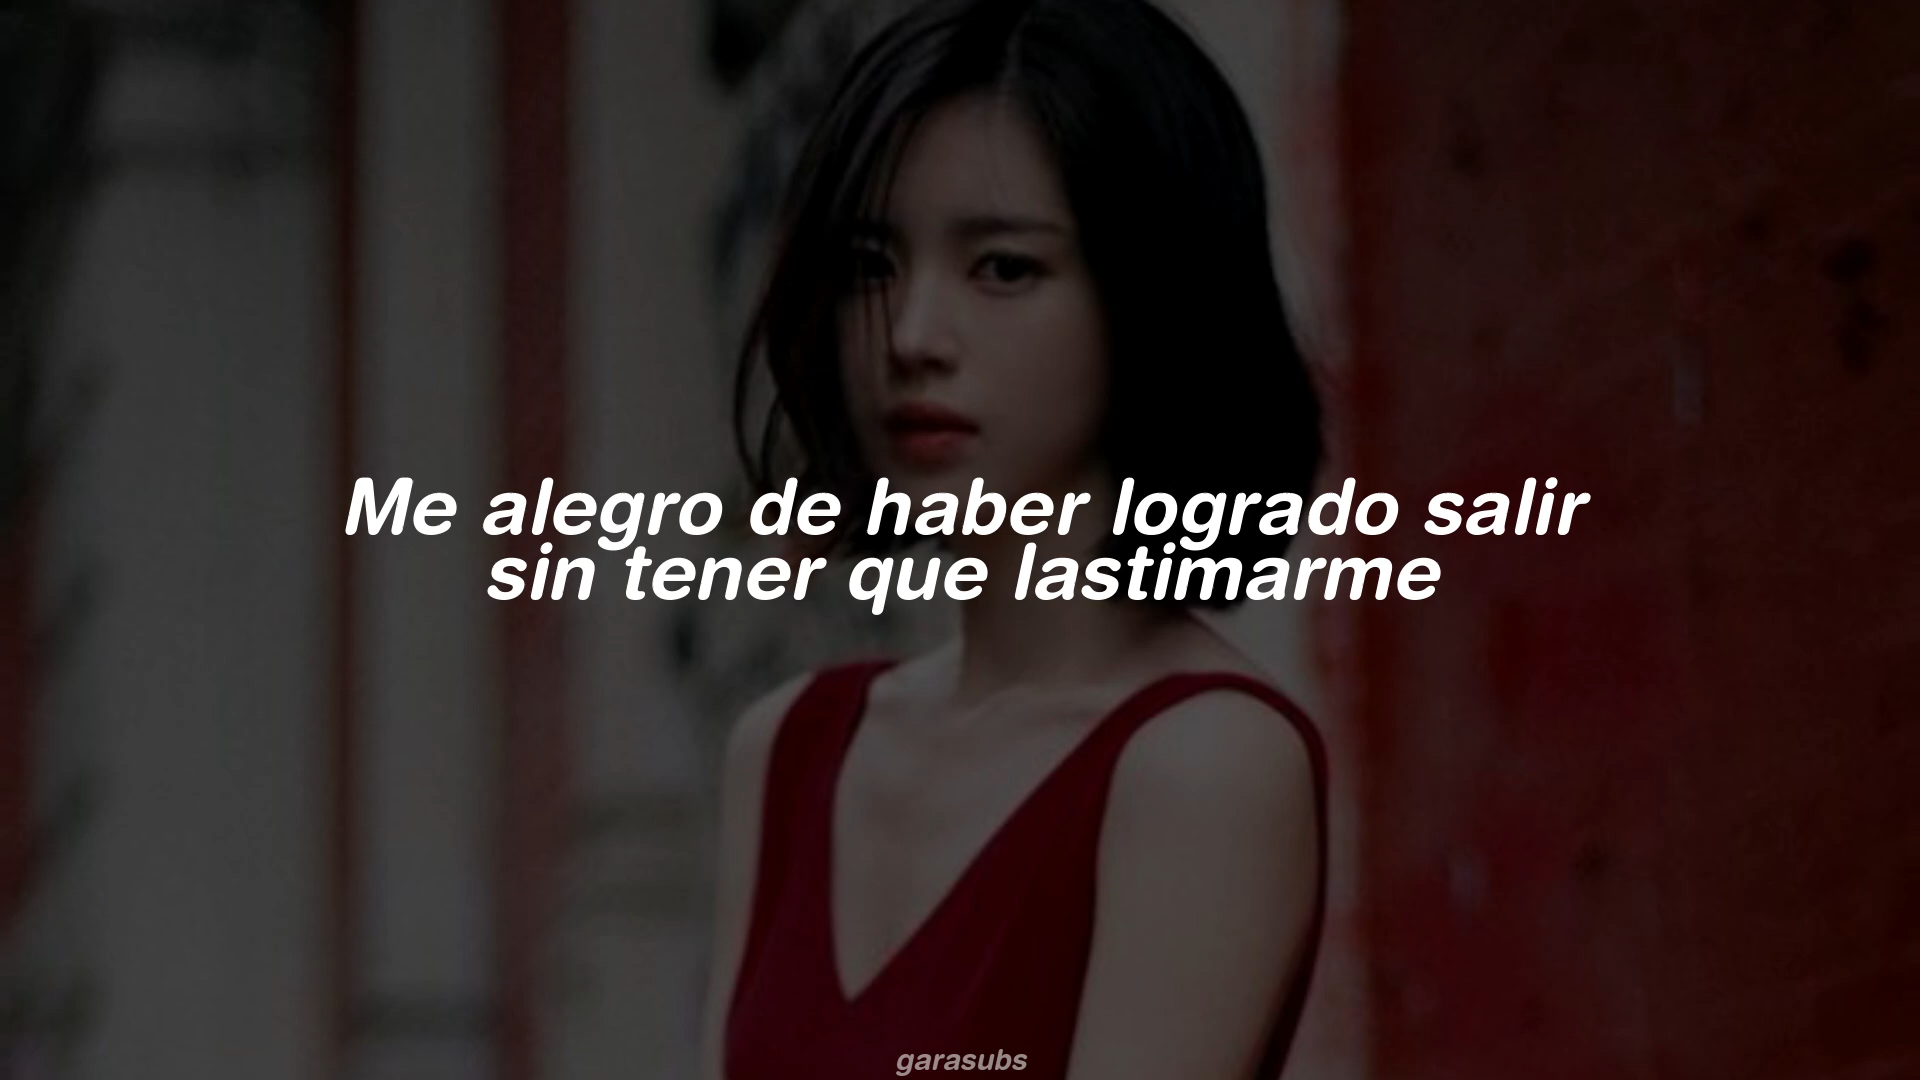 Me alegro de haber logrado salir
sin tener que lastimarme
garasubs